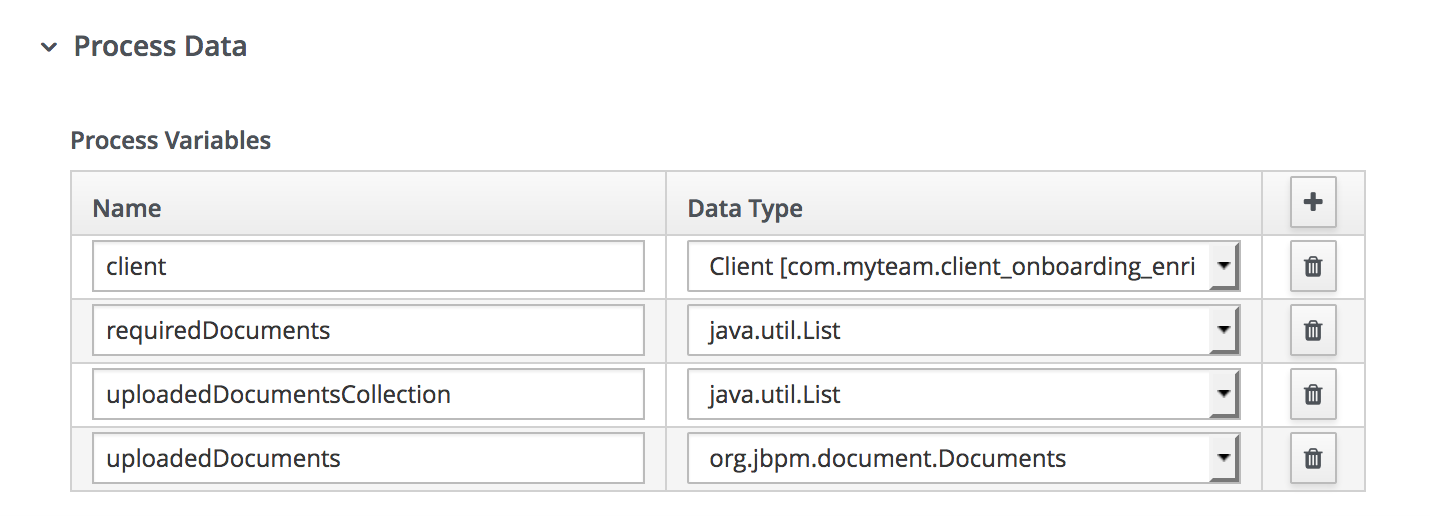 Process Data
Process Variables
Name Data Type
client Client [com.myteam.client_onboarding_enri
requiredDocuments java.util.List
uploadedDocumentsCollection java.util.List
uploadedDocuments org.jbpm.document.Documents